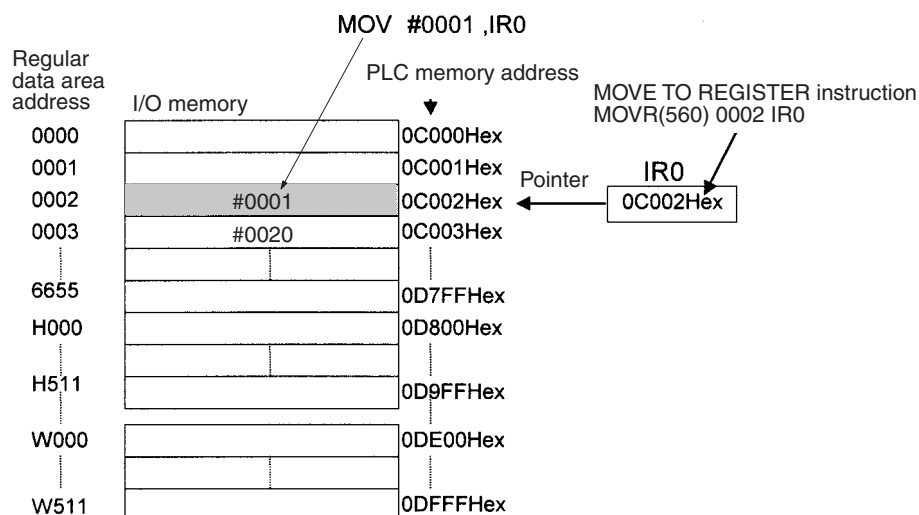 MOV #0001 ,IR0
Regular
data area
address
I/O memory
PLC memory address
MOVE TO REGISTER instruction
MOVR(560) 0002 IR0
0000
0C000Hex
0001
0C001Hex
IR0
0002
#0001
0C002Hex
Pointer
0C002Hex
0003
#0020
0C003Hex
6655
0D7FFHex
H000
0D800Hex
H511
0D9FFHex
W000
0DE00Hex
W511
0DFFFHex